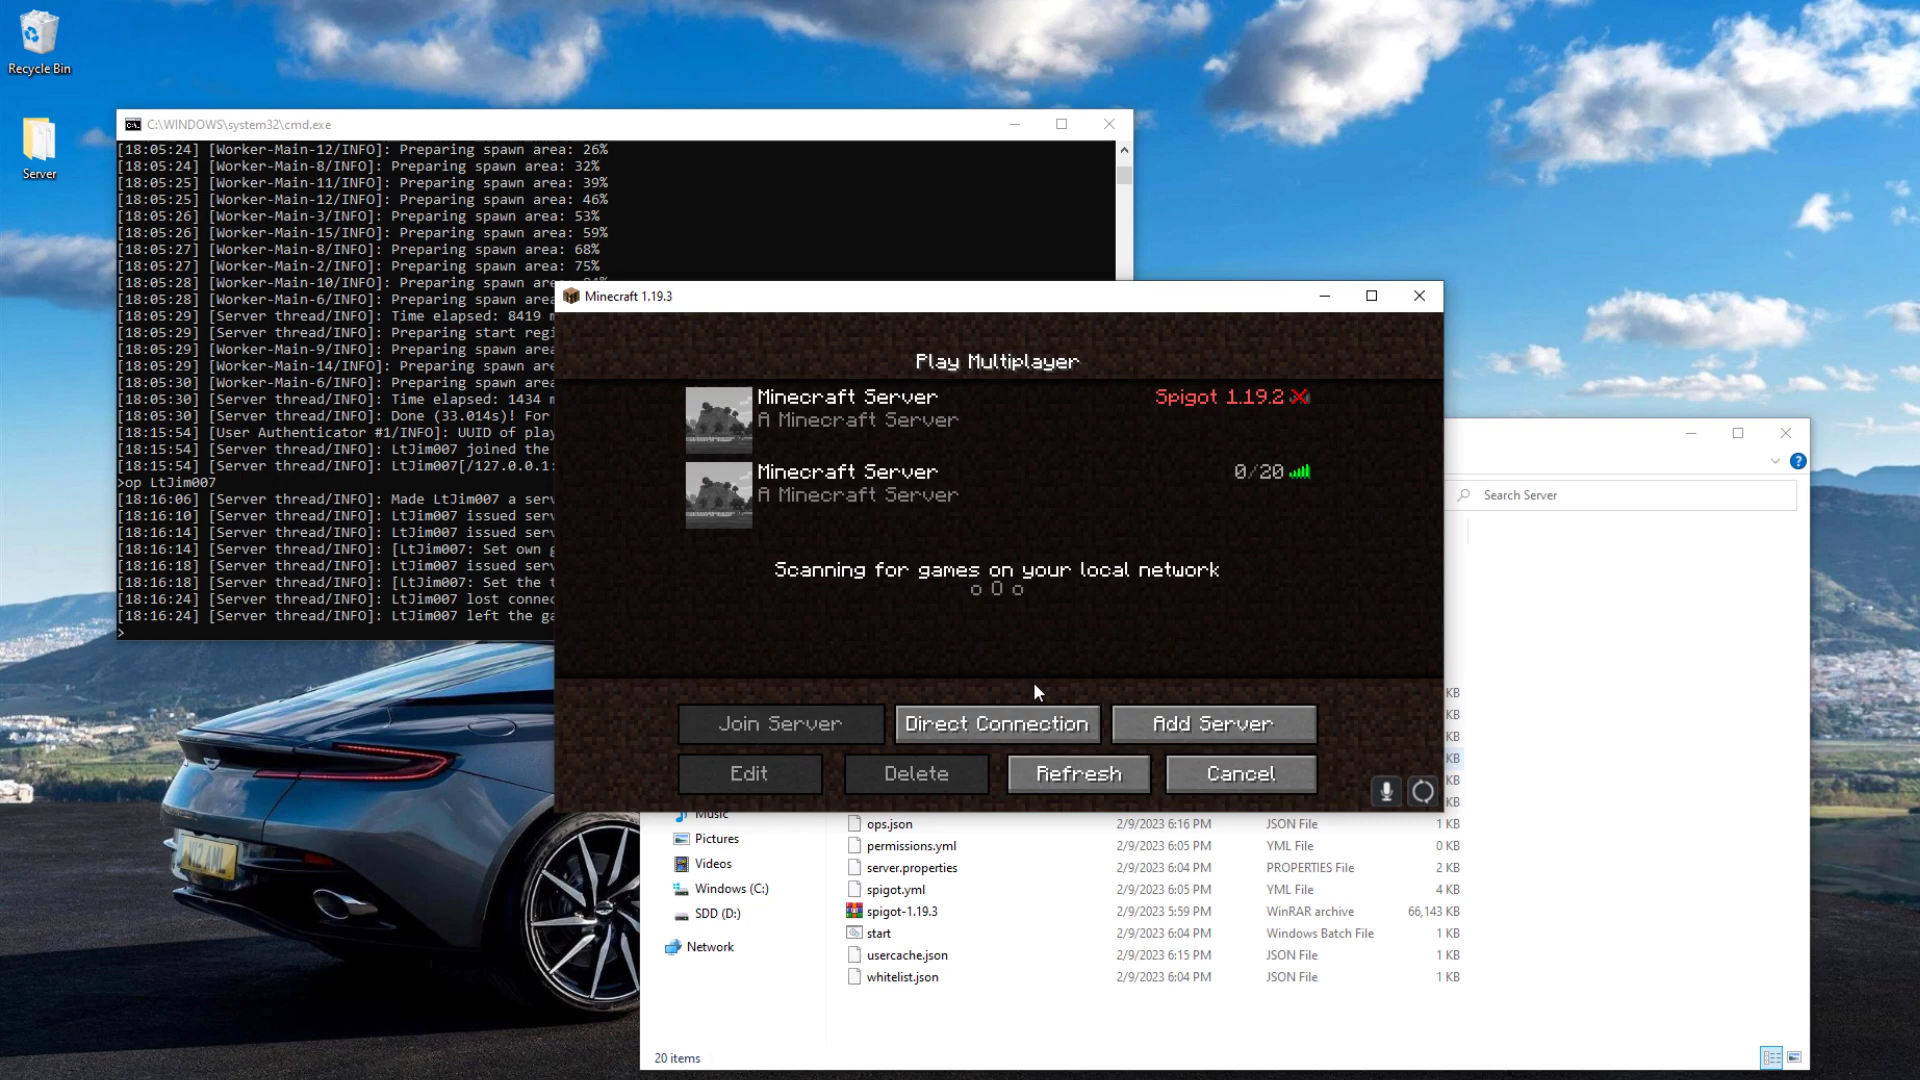 Recycle Bin
Server
C:\WINDOWS\system32\cmd.exe
[18:05:24] [Worker-Main-12/INFO]: Preparing spawn area: 26%
[18:05:24] [Worker-Main-8/INFO]: Preparing spawn area: 32%
[18:05:25] [Worker-Main-11/INFO]: Preparing spawn area: 39%
[18:05:25] [Worker-Main-12/INFO]: Preparing spawn area: 46%
[18:05:26] [Worker-Main-3/INFO]: Preparing spawn area: 53%
[18:05:26] [Worker-Main-15/INFO]: Preparing spawn area: 59%
[18:05:27] [Worker-Main-8/INFO]: Preparing spawn area: 68%
[18:05:27] [Worker-Main-2/INFO]: Preparing spawn area: 75%
[18:05:28] [Worker-Main-10/INFO]: Preparing spawn are
[18:05:28] [Worker-Main-6/INFO]: Preparing spawn area
[18:05:29] [Server thread/INFO]: Time elapsed: 8419 m
[18:05:29] [Server thread/INFO]: Preparing start regi
[18:05:29] [Worker-Main-9/INFO]: Preparing spawn area
[18:05:29] [Worker-Main-14/INFO]: Preparing spawn are
[18:05:30] [Worker-Main-6/INFO]: Preparing spawn area
[18:05:30] [Server thread/INFO]: Time elapsed: 1434 m
[18:05:30] [Server thread/INFO]: Done (33.014s)! For
[18:15:54] [User Authenticator #1/INFO]: UUID of play
[18:15:54] [Server thread/INFO]: LtJim007 joined the
[18:15:54] [Server thread/INFO]: LtJim007[/127.0.0.1:
>op LtJim007
[18:16:06] [Server thread/INFO]: Made LtJim007 a serv
[18:16:10] [Server thread/INFO]: LtJim007 issued serv
[18:16:14] [Server thread/INFO]: LtJim007 issued serv
[18:16:14] [Server thread/INFO]: [LtJim007: Set own g
[18:16:18] [Server thread/INFO]: LtJim007 issued serv
[18:16:18] [Server thread/INFO]: [LtJim007: Set the t
[18:16:24] [Server thread/INFO]: LtJim007 lost connec
[18:16:24] [Server thread/INFO]: LtJim007 left the ga
>
Minecraft 1.19.3
Play Multiplayer
Minecraft Server Spigot 1.19.2
A Minecraft Server
Minecraft Server 0/20
A Minecraft Server
Scanning for games on your local network
o O o
Join Server Direct Connection Add Server
Edit Delete Refresh Cancel
Search Server
KB
KB
KB
KB
KB
KB
Music
Pictures
Videos
Windows (C:)
SDD (D:)
Network
ops.json 2/9/2023 6:16 PM JSON File 1 KB
permissions.yml 2/9/2023 6:05 PM YML File 0 KB
server.properties 2/9/2023 6:04 PM PROPERTIES File 2 KB
spigot.yml 2/9/2023 6:05 PM YML File 4 KB
spigot-1.19.3 2/9/2023 5:59 PM WinRAR archive 66,143 KB
start 2/9/2023 6:04 PM Windows Batch File 1 KB
usercache.json 2/9/2023 6:15 PM JSON File 1 KB
whitelist.json 2/9/2023 6:04 PM JSON File 1 KB
20 items